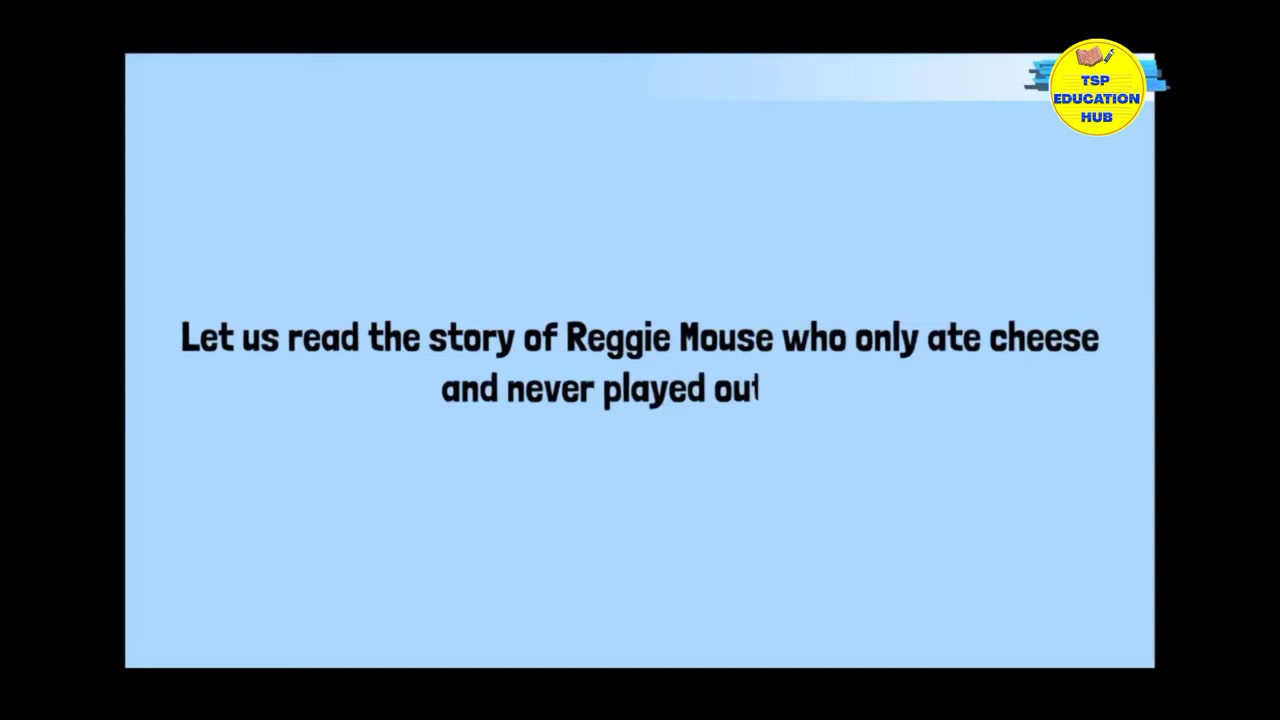 TSP
EDUCATION
HUB
Let us read the story of Reggie Mouse who only ate cheese
and never played out